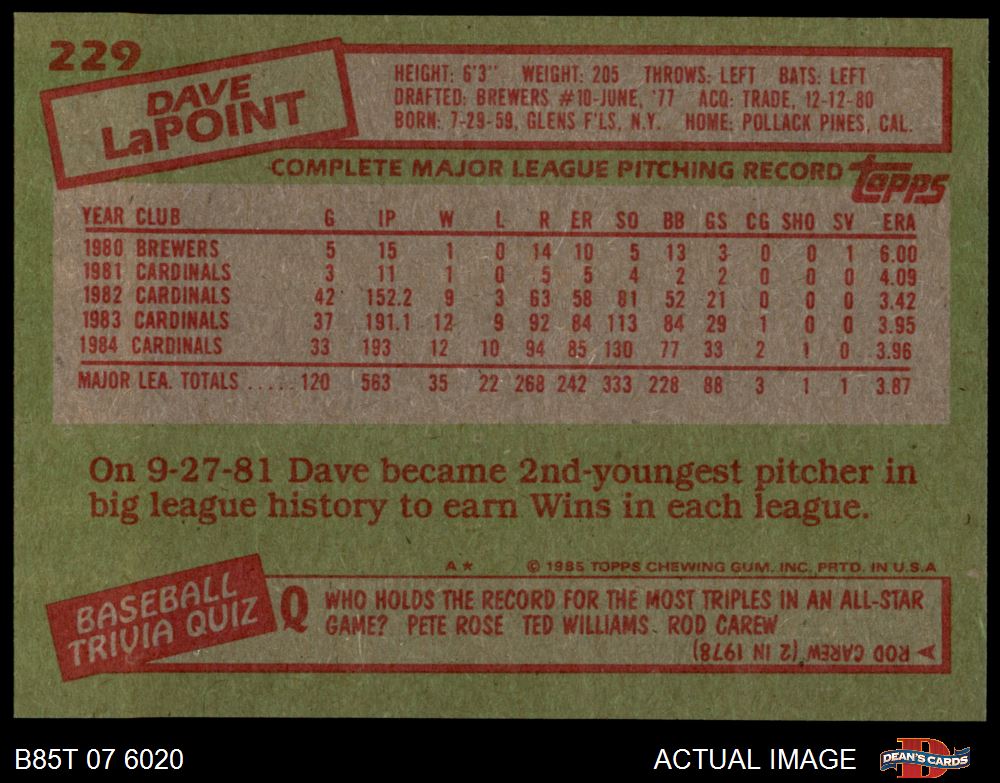 229
DAVE
LaPOINT
HEIGHT: 6'3" WEIGHT: 205 THROWS: LEFT BATS: LEFT
DRAFTED: BREWERS #10-JUNE, '77 ACQ: TRADE, 12-12-80
BORN: 7-29-59, GLENS F'LS, N.Y. HOME: POLLACK PINES, CAL.
COMPLETE MAJOR LEAGUE PITCHING RECORD topps
YEAR CLUB G IP W L R ER SO BB GS CG SHO SV ERA
1980 BREWERS 5 15 1 0 14 10 5 13 3 0 0 1 6.00
1981 CARDINALS 3 11 1 0 5 5 4 2 2 0 0 0 4.09
1982 CARDINALS 42 152.2 9 3 63 58 81 52 21 0 0 0 3.42
1983 CARDINALS 37 191.1 12 9 92 84 113 84 29 1 0 0 3.95
1984 CARDINALS 33 193 12 10 94 85 130 77 33 2 1 0 3.96
MAJOR LEA. TOTALS ..... 120 563 35 22 268 242 333 228 88 3 1 1 3.87
On 9-27-81 Dave became 2nd-youngest pitcher in
big league history to earn Wins in each league.
A* © 1985 TOPPS CHEWING GUM. INC. PRTD. IN U.S.A
BASEBALL
TRIVIA QUIZ
Q WHO HOLDS THE RECORD FOR THE MOST TRIPLES IN AN ALL-STAR
GAME? PETE ROSE TED WILLIAMS ROD CAREW
A ROD CAREW (2 IN 1978)
B85T 07 6020 ACTUAL IMAGE DEAN'S CARDS